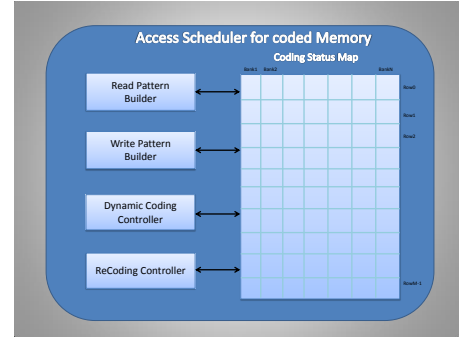 Access Scheduler for coded Memory
Coding Status Map
Bank1 Bank2 BankN
Read Pattern
Builder
Row0
Row1
Row2
Write Pattern
Builder
Dynamic Coding
Controller
ReCoding Controller
RowM-1